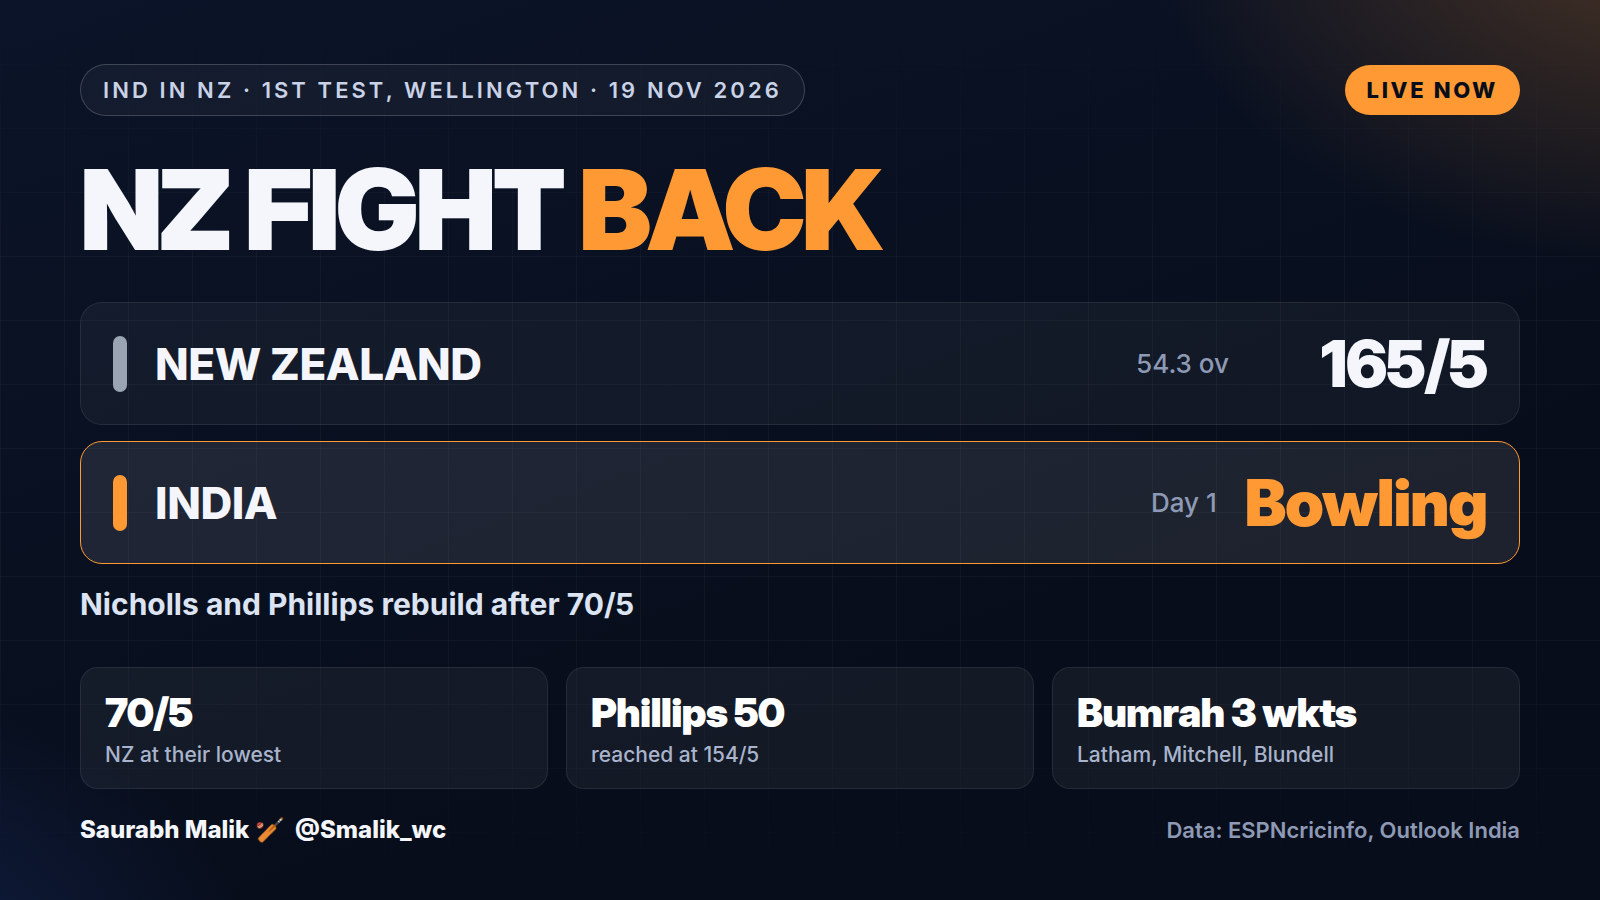 IND IN NZ · 1ST TEST, WELLINGTON · 19 NOV 2026
LIVE NOW
NZ FIGHT BACK
NEW ZEALAND 54.3 ov 165/5
INDIA Day 1 Bowling
Nicholls and Phillips rebuild after 70/5
70/5
NZ at their lowest
Phillips 50
reached at 154/5
Bumrah 3 wkts
Latham, Mitchell, Blundell
Saurabh Malik 🏏 @Smalik_wc
Data: ESPNcricinfo, Outlook India